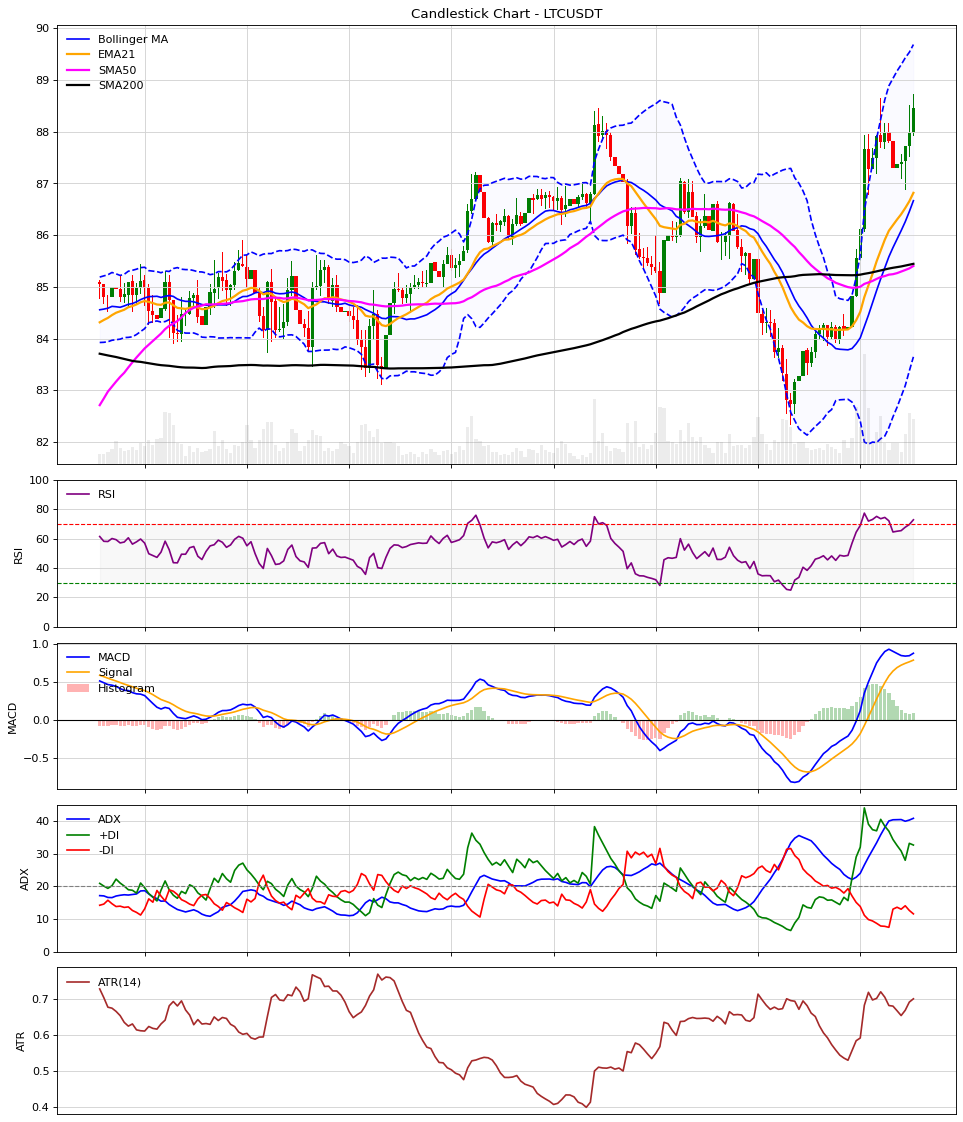 Candlestick Chart - LTCUSDT
90
89
88
87
86
85
84
83
82
Bollinger MA
EMA21
SMA50
SMA200
100
80
60
40
20
0
RSI
RSI
1.0
0.5
0.0
−0.5
MACD
MACD
Signal
Histogram
40
30
20
10
0
ADX
ADX
+DI
-DI
0.7
0.6
0.5
0.4
ATR
ATR(14)